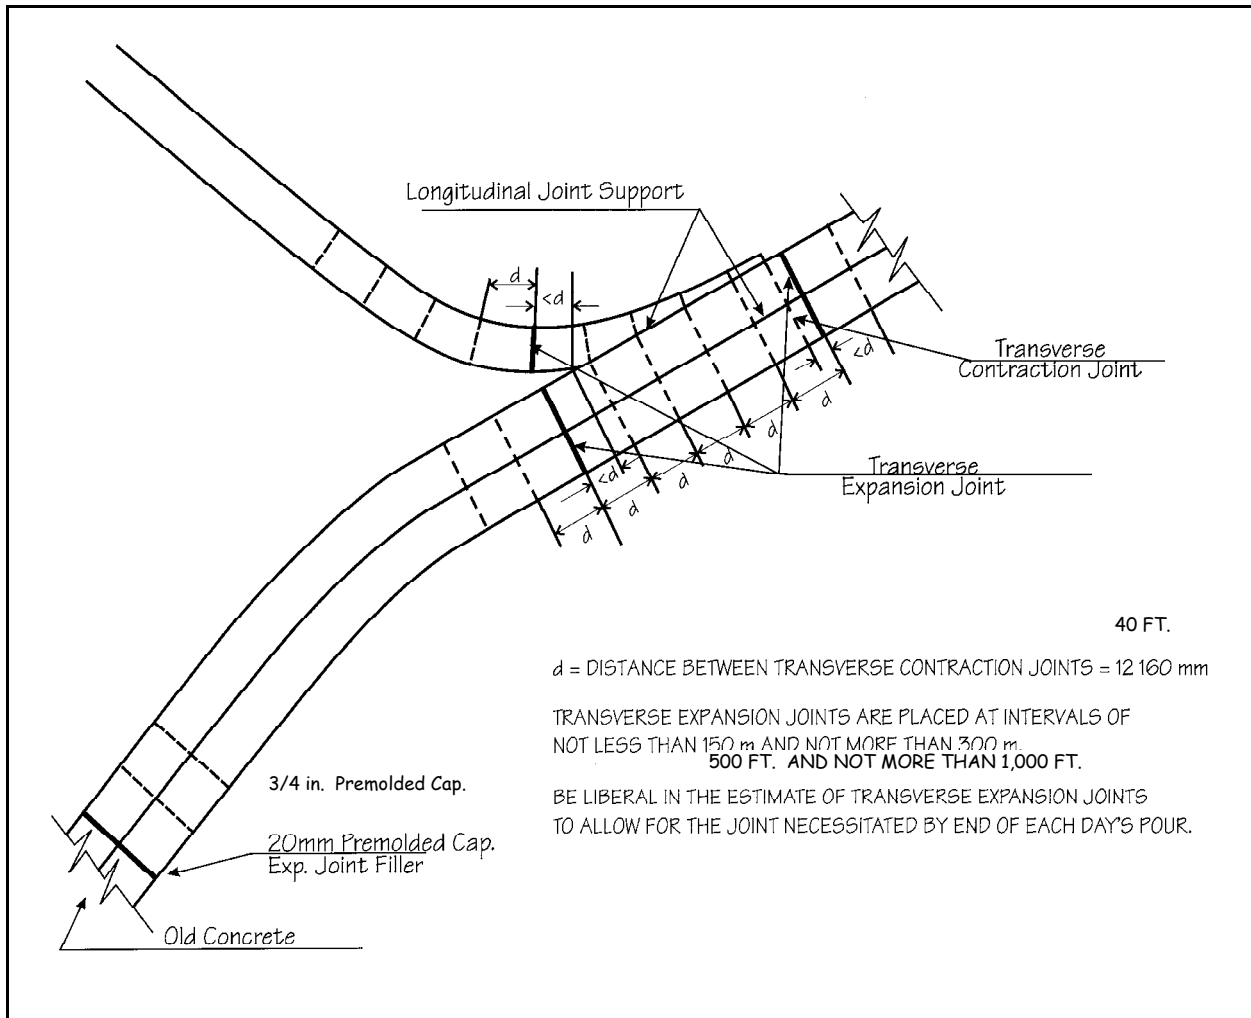 Longitudinal Joint Support
d
<d
Transverse
Contraction Joint
<d
d
d
d
d
<d
d
d
Transverse
Expansion Joint
40 FT.
d = DISTANCE BETWEEN TRANSVERSE CONTRACTION JOINTS = 12 160 mm
TRANSVERSE EXPANSION JOINTS ARE PLACED AT INTERVALS OF
NOT LESS THAN 150 m AND NOT MORE THAN 300 m.
500 FT. AND NOT MORE THAN 1,000 FT.
BE LIBERAL IN THE ESTIMATE OF TRANSVERSE EXPANSION JOINTS
TO ALLOW FOR THE JOINT NECESSITATED BY END OF EACH DAY'S POUR.
3/4 in. Premolded Cap.
20mm Premolded Cap.
Exp. Joint Filler
Old Concrete